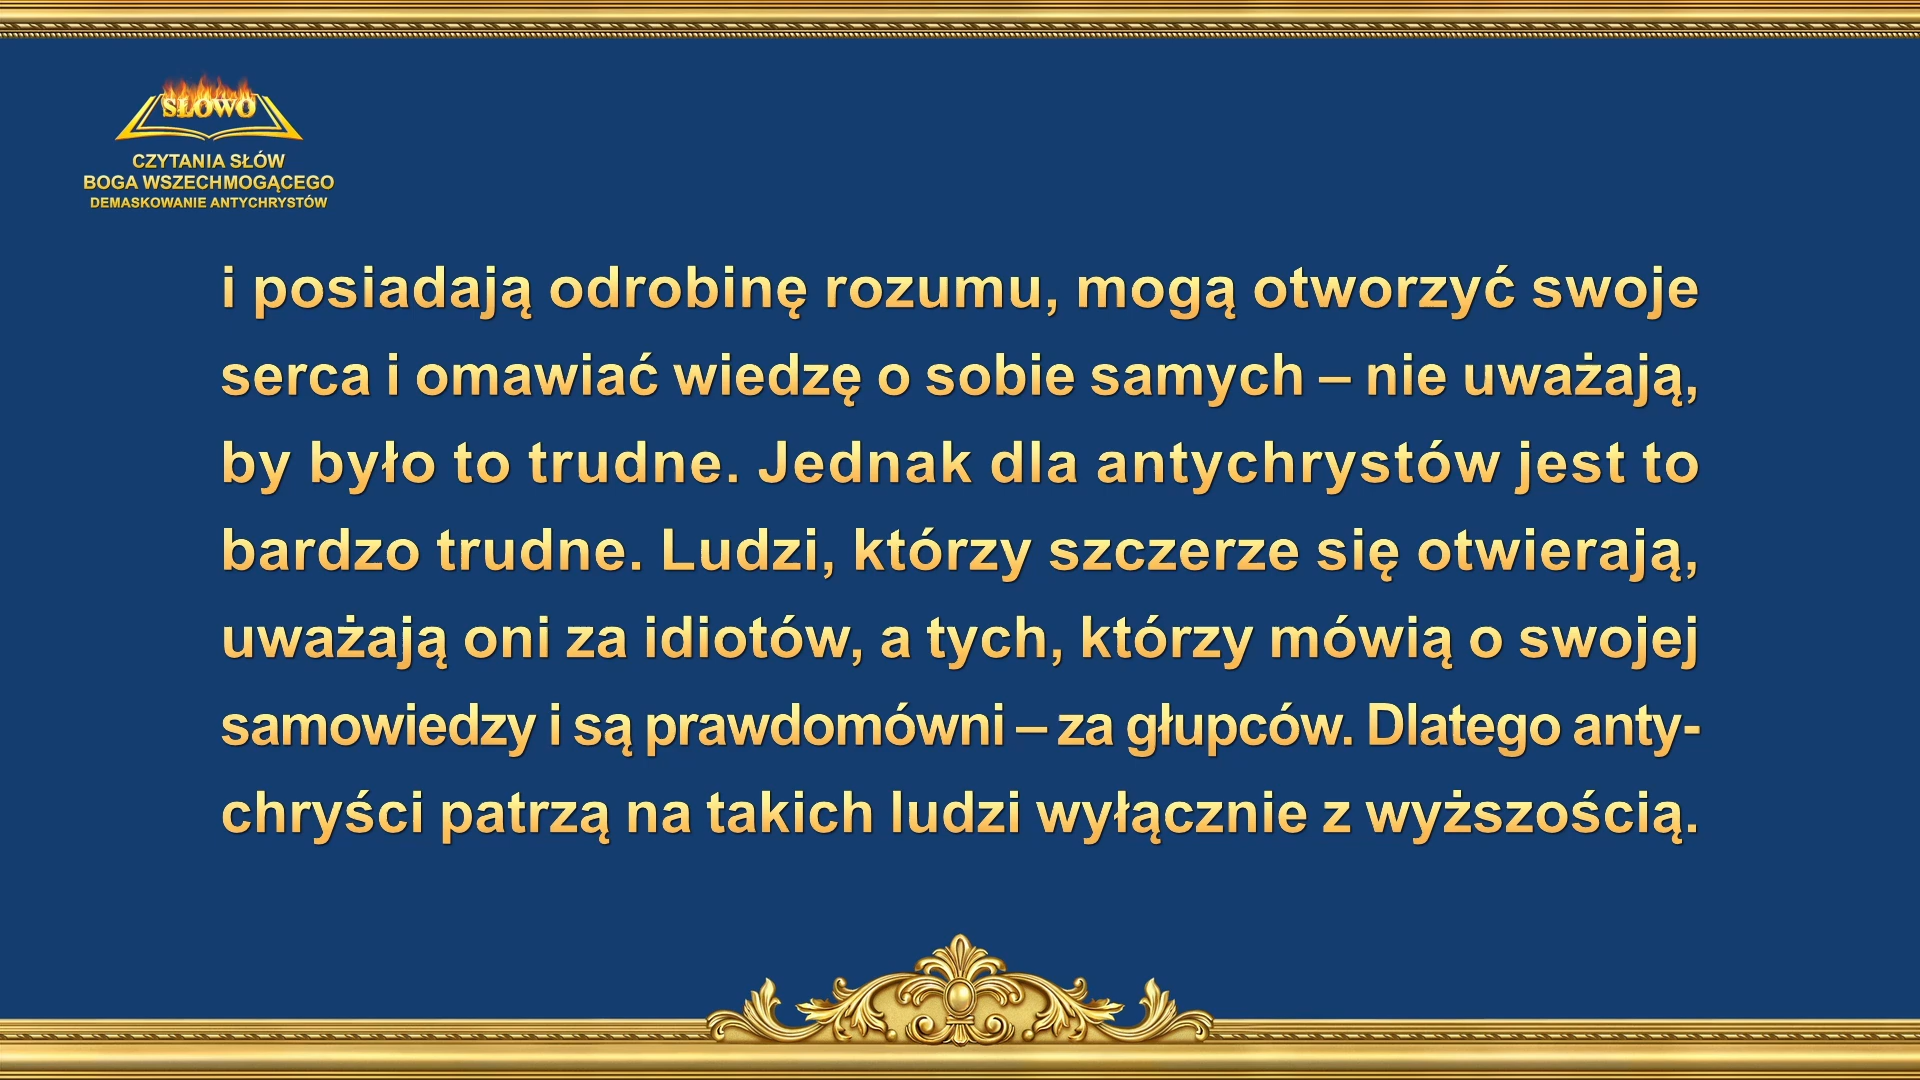 SŁOWO
CZYTANIA SŁÓW
BOGA WSZECHMOGĄCEGO
DEMASKOWANIE ANTYCHRYSTÓW
i posiadają odrobinę rozumu, mogą otworzyć swoje
serca i omawiać wiedzę o sobie samych – nie uważają,
by było to trudne. Jednak dla antychrystów jest to
bardzo trudne. Ludzi, którzy szczerze się otwierają,
uważają oni za idiotów, a tych, którzy mówią o swojej
samowiedzy i są prawdomówni – za głupców. Dlatego anty-
chryści patrzą na takich ludzi wyłącznie z wyższością.